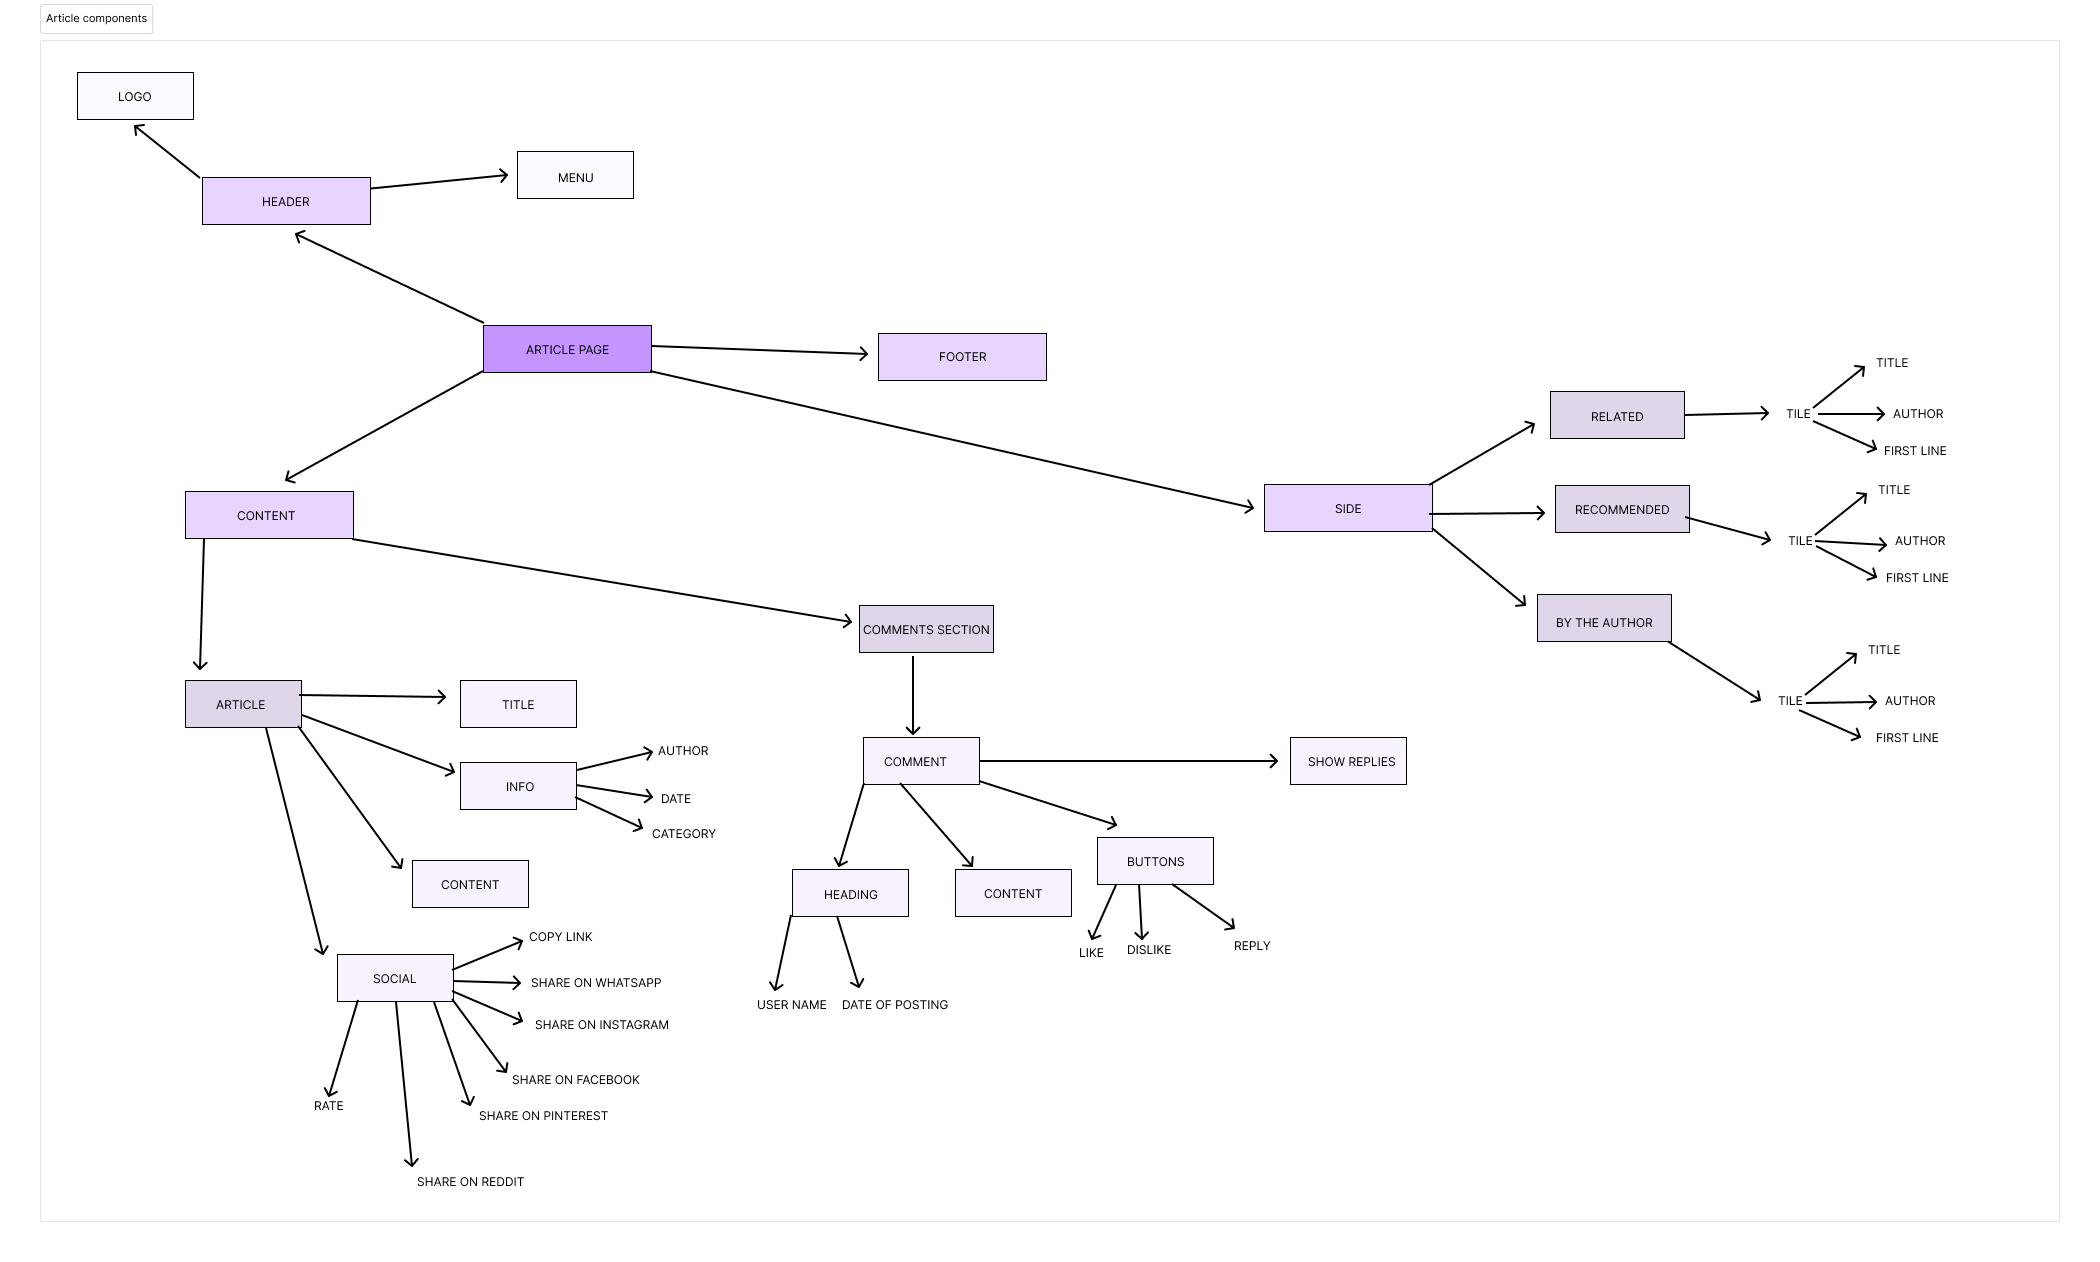 Article components
LOGO
MENU
HEADER
ARTICLE PAGE
FOOTER
TITLE
RELATED
TILE
AUTHOR
FIRST LINE
CONTENT
SIDE
RECOMMENDED
TITLE
TILE
AUTHOR
FIRST LINE
COMMENTS SECTION
BY THE AUTHOR
TITLE
TILE
AUTHOR
FIRST LINE
ARTICLE
TITLE
INFO
AUTHOR
DATE
CATEGORY
COMMENT
SHOW REPLIES
CONTENT
HEADING
CONTENT
BUTTONS
LIKE
DISLIKE
REPLY
USER NAME
DATE OF POSTING
SOCIAL
COPY LINK
SHARE ON WHATSAPP
SHARE ON INSTAGRAM
SHARE ON FACEBOOK
RATE
SHARE ON PINTEREST
SHARE ON REDDIT